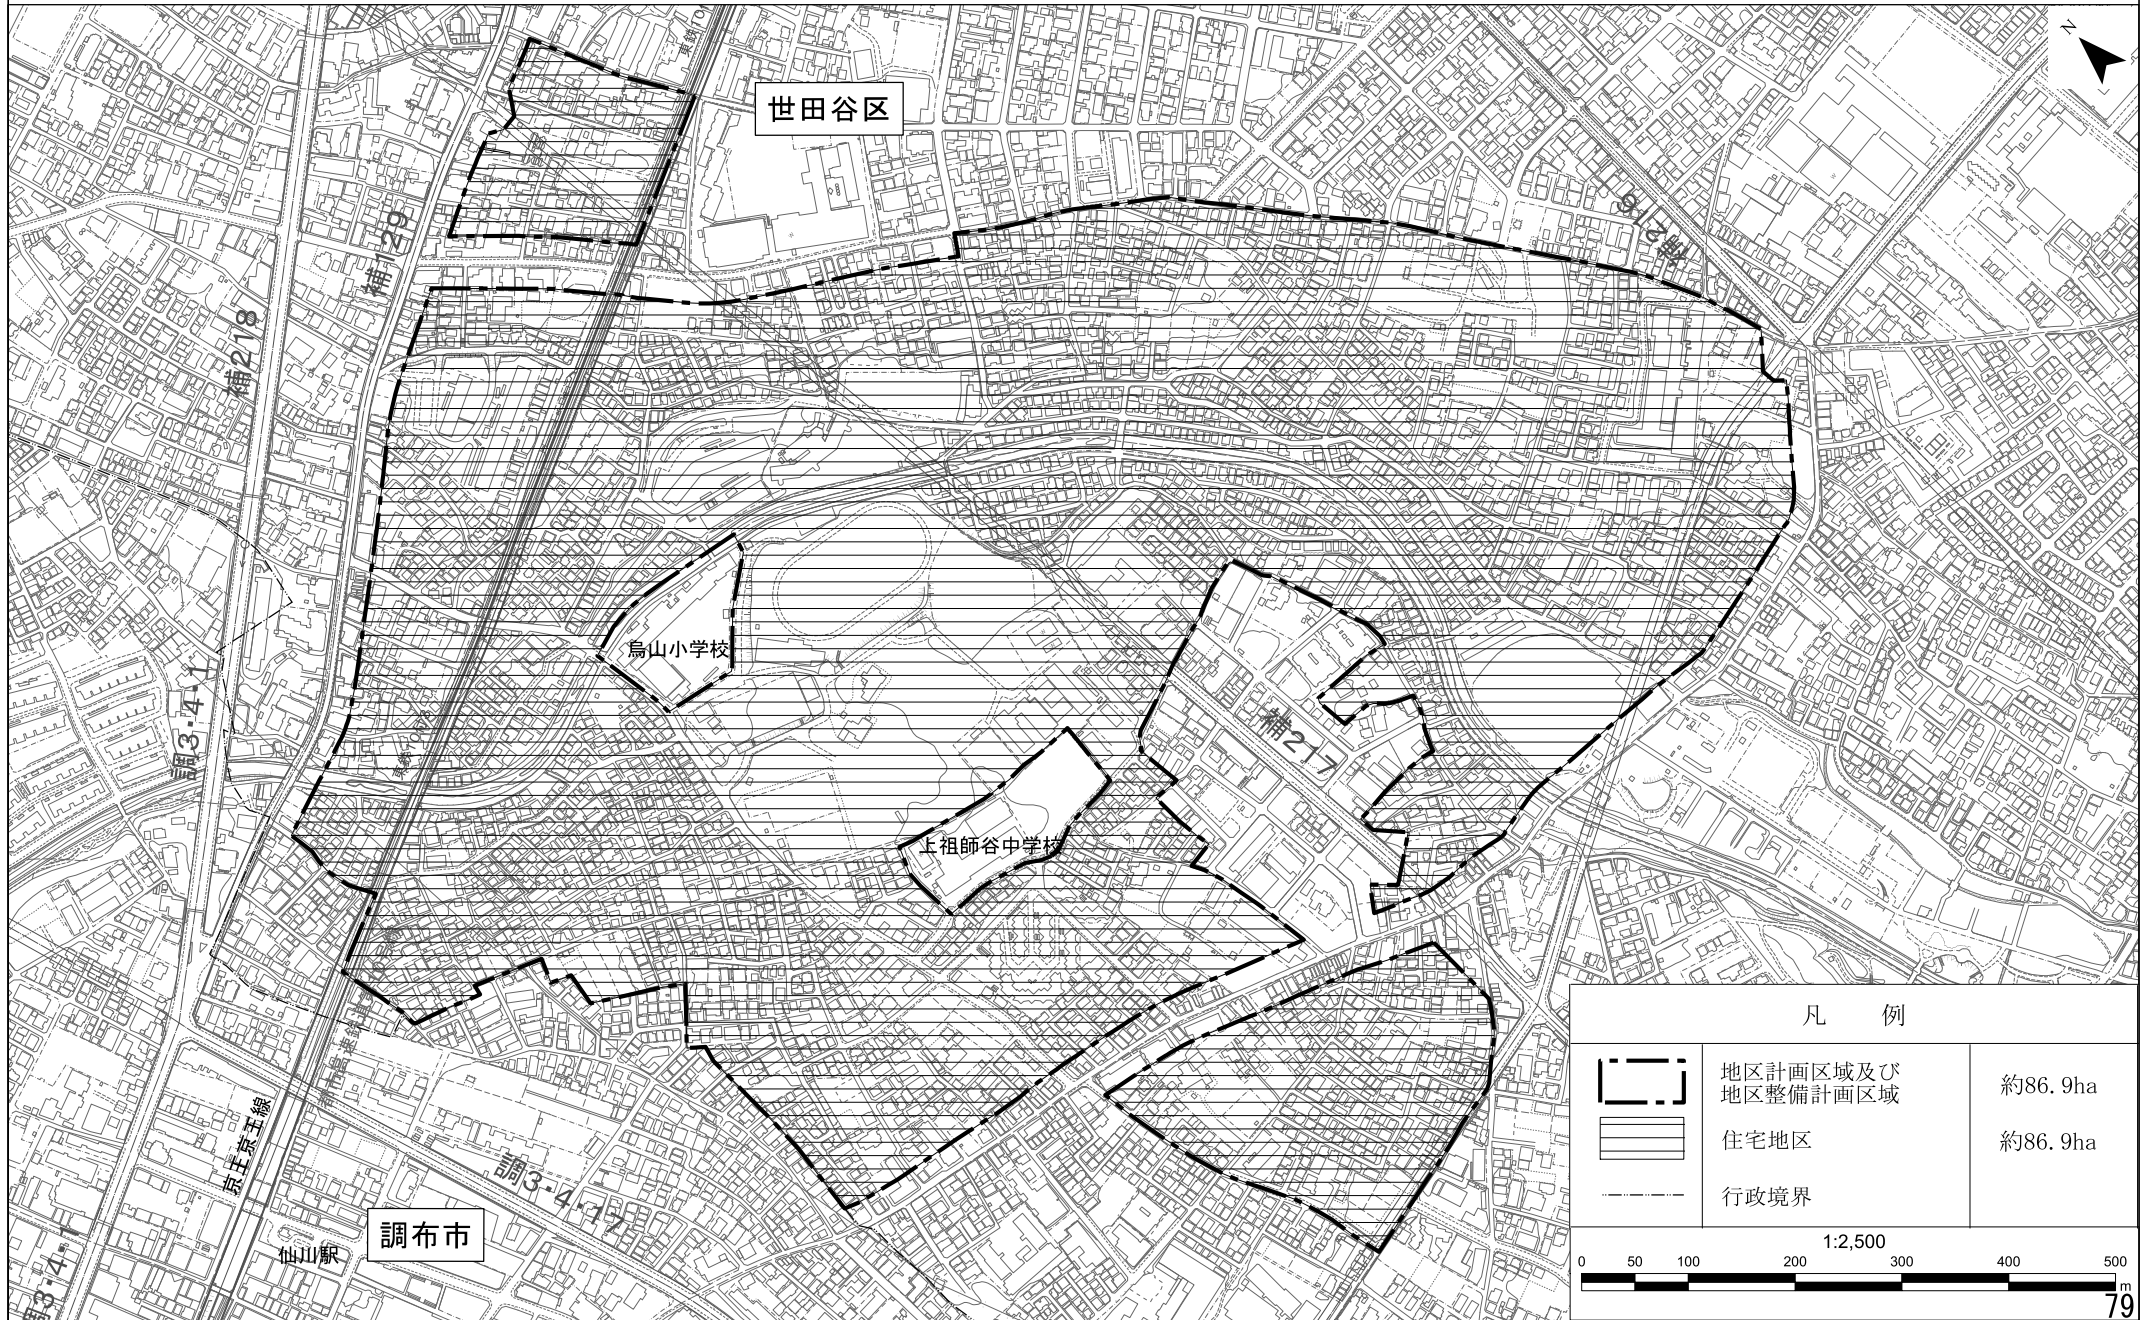 N
世田谷区
補129
補216
補218
烏山小学校
調3・4・1
補217
上祖師谷中学校
京王京王線
調3・4・17
調布市
仙川駅
調3・4・1
凡 例
地区計画区域及び
地区整備計画区域
約86.9ha
住宅地区
約86.9ha
行政境界
1:2,500
0 50 100 200 300 400 500
m
79